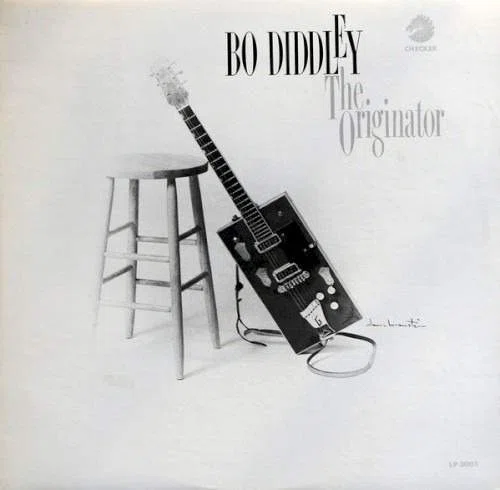 BO DIDDLEY
CHECKER
The
Originator
G
LP 3001